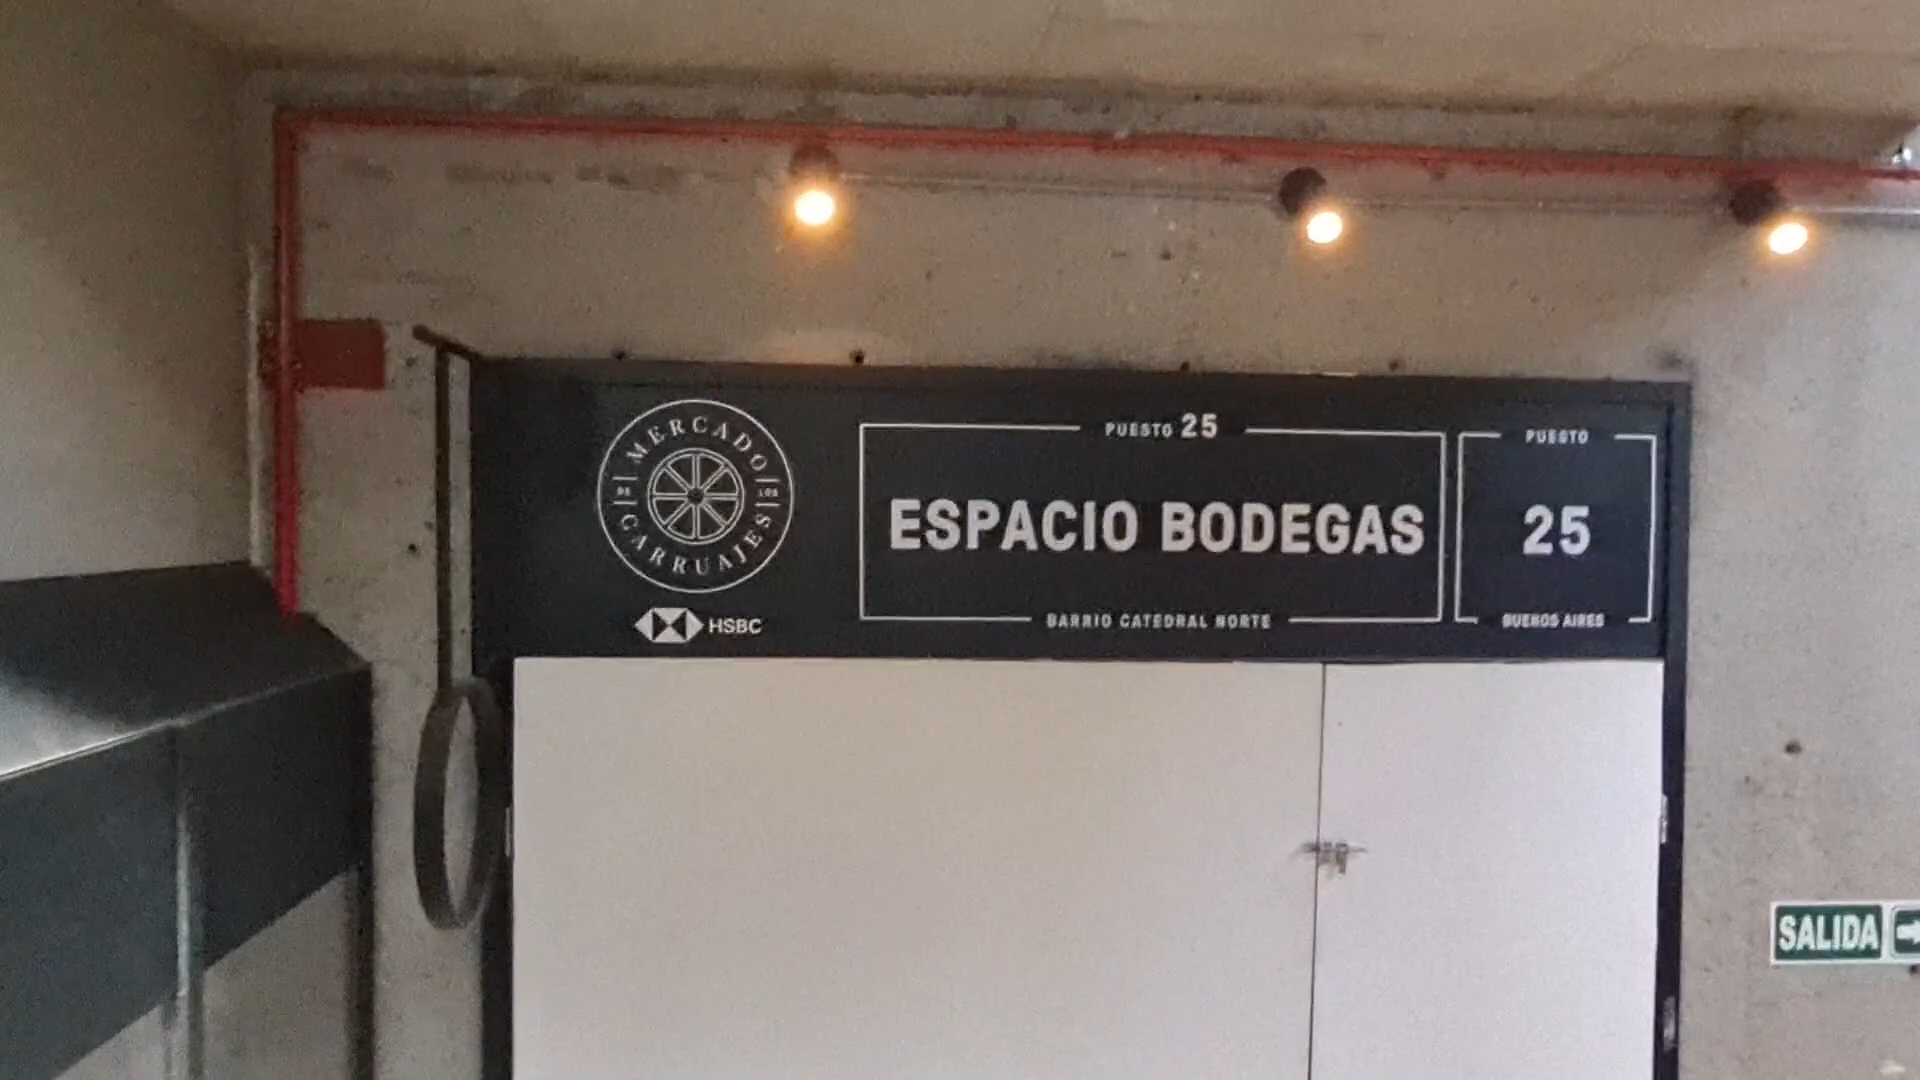 MERCADO
DE LOS
CARRUAJES
HSBC
PUESTO 25
ESPACIO BODEGAS
BARRIO CATEDRAL NORTE
PUESTO
25
BUENOS AIRES
SALIDA